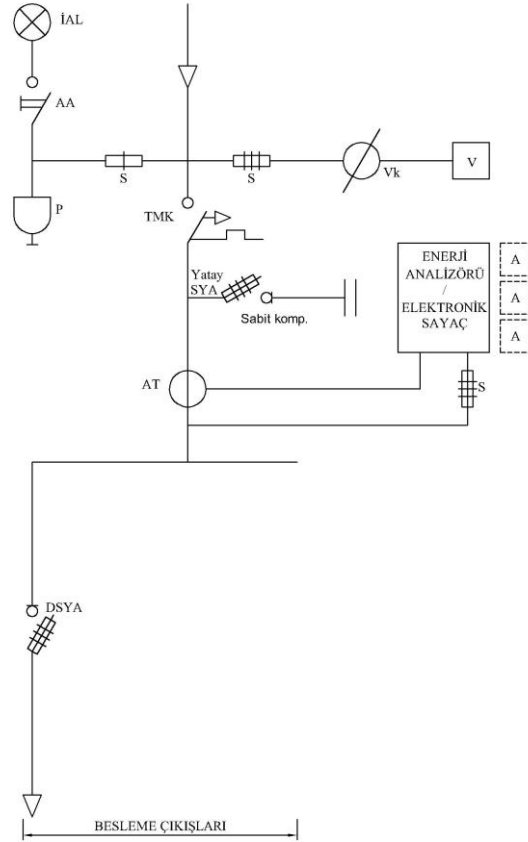 İAL
AA
S
S
Vk
V
P
TMK
Yatay
SYA
Sabit komp.
ENERJİ
ANALİZÖRÜ
/
ELEKTRONİK
SAYAÇ
A
A
A
AT
S
DSYA
BESLEME ÇIKIŞLARI